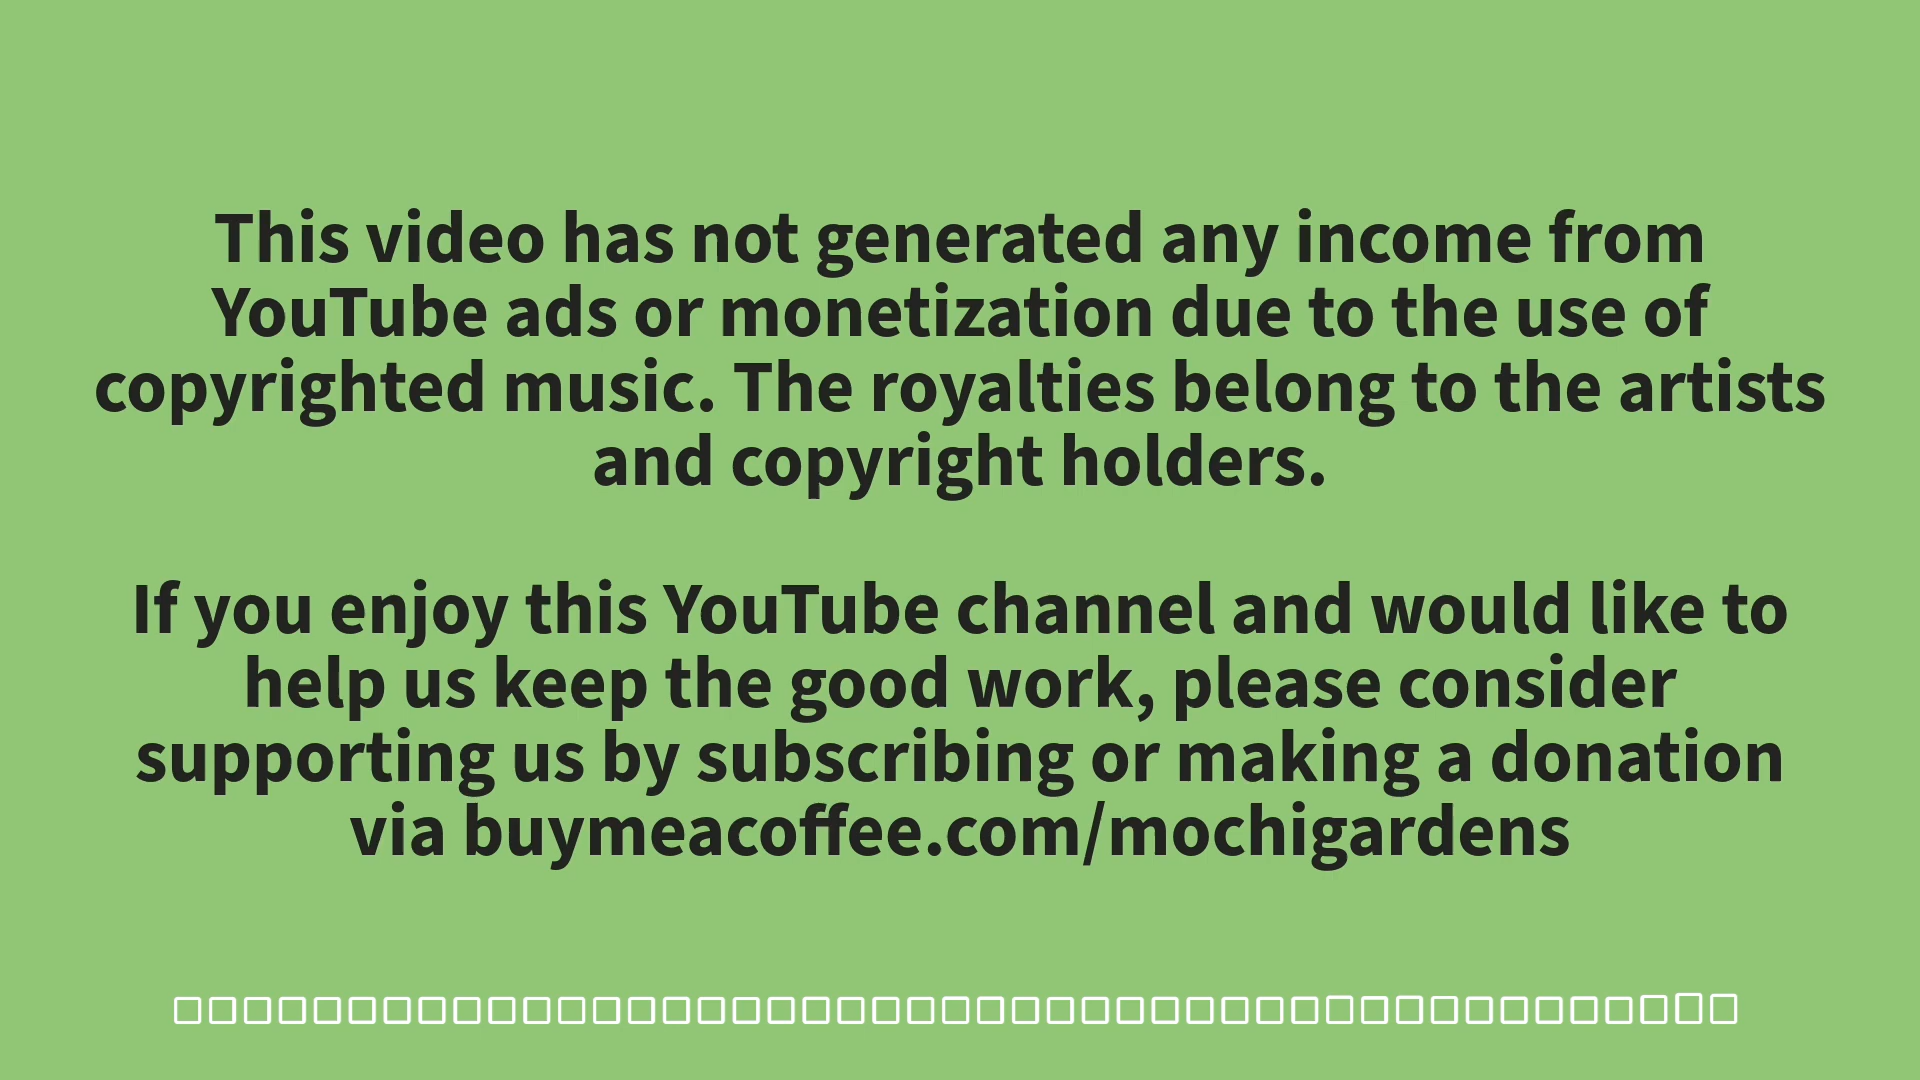 This video has not generated any income from
YouTube ads or monetization due to the use of
copyrighted music. The royalties belong to the artists
and copyright holders.
If you enjoy this YouTube channel and would like to
help us keep the good work, please consider
supporting us by subscribing or making a donation
via buymeacoffee.com/mochigardens